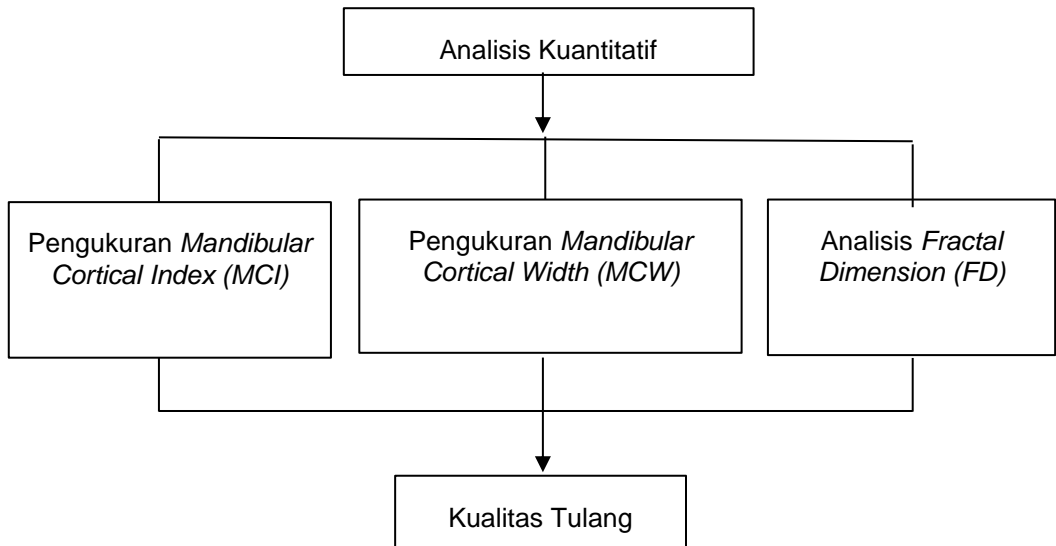 Analisis Kuantitatif
Pengukuran Mandibular
Cortical Index (MCI)
Pengukuran Mandibular
Cortical Width (MCW)
Analisis Fractal
Dimension (FD)
Kualitas Tulang